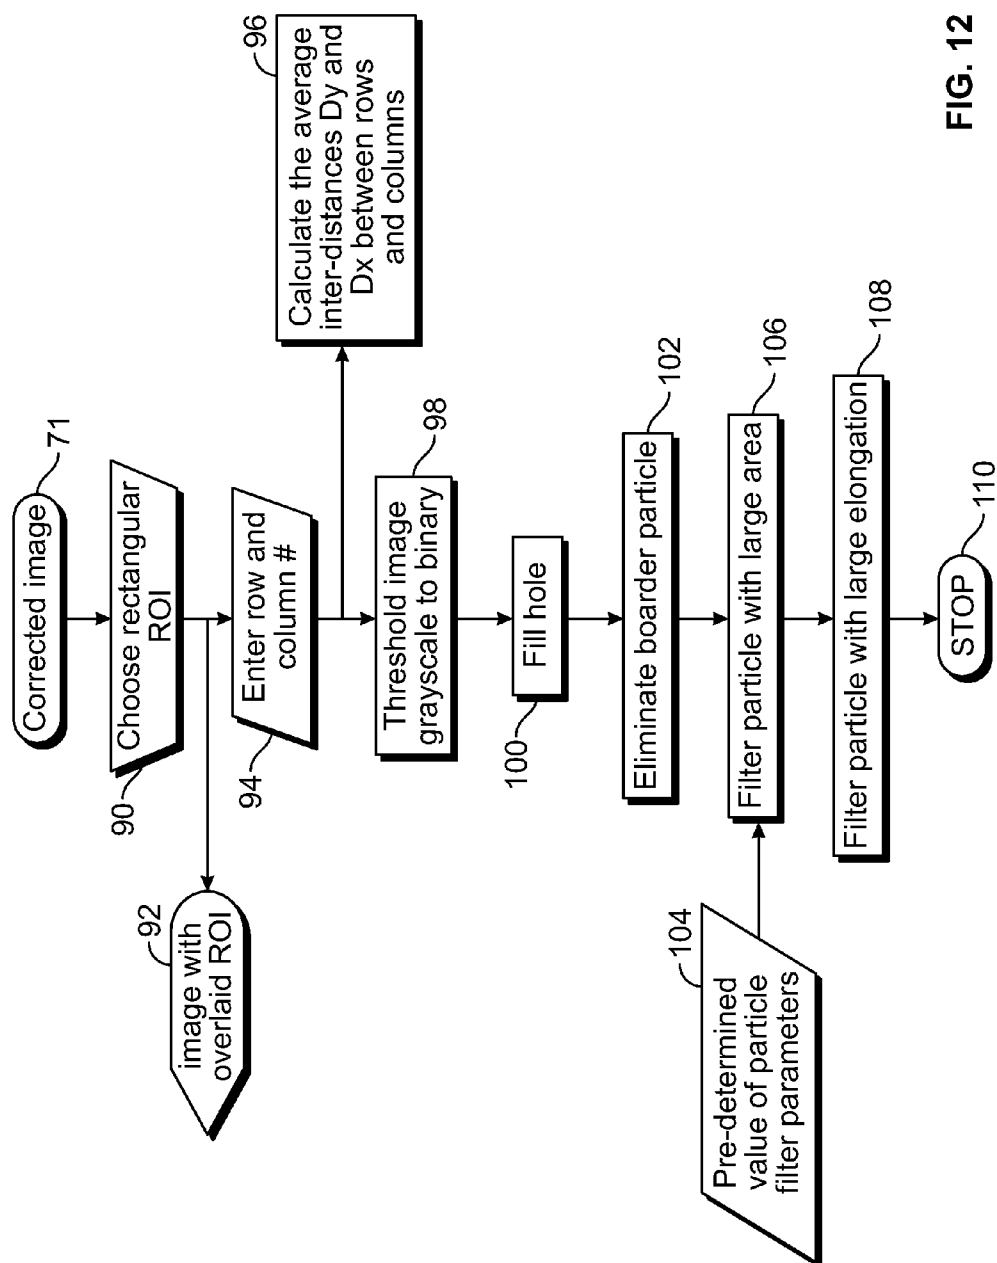 71
Corrected image
90
Choose rectangular
ROI
92
image with
overlaid ROI
94
Enter row and
column #
96
Calculate the average
inter-distances Dy and
Dx between rows
and columns
98
Threshold image
grayscale to binary
100
Fill hole
102
Eliminate boarder particle
104
Pre-determined
value of particle
filter parameters
106
Filter particle with large area
108
Filter particle with large elongation
110
STOP
FIG. 12